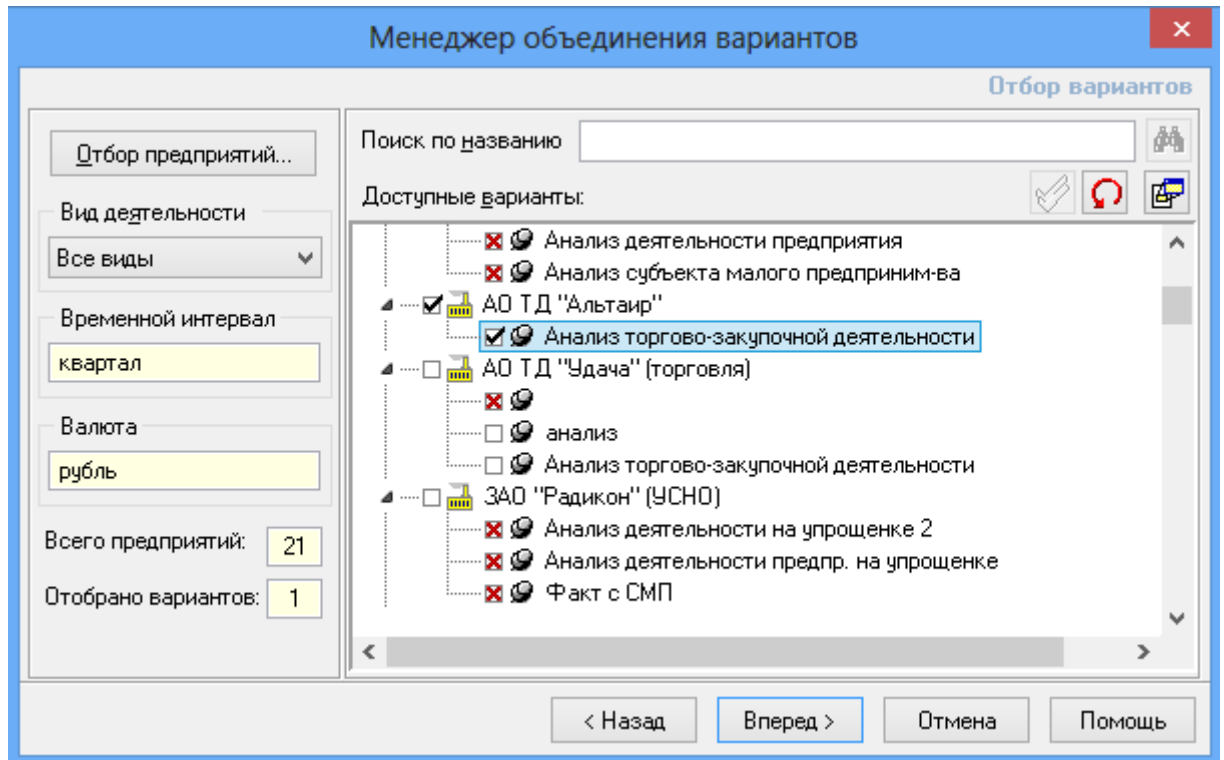 Менеджер объединения вариантов
Отбор вариантов
Отбор предприятий...
Вид деятельности
Все виды
Временной интервал
квартал
Валюта
рубль
Всего предприятий: 21
Отобрано вариантов: 1
Поиск по названию
Доступные варианты:
Анализ деятельности предприятия
Анализ субъекта малого предприним-ва
АО ТД "Альтаир"
Анализ торгово-закупочной деятельности
АО ТД "Удача" (торговля)
анализ
Анализ торгово-закупочной деятельности
ЗАО "Радикон" (УСНО)
Анализ деятельности на упрощенке 2
Анализ деятельности предпр. на упрощенке
Факт с СМП
< Назад
Вперед >
Отмена
Помощь